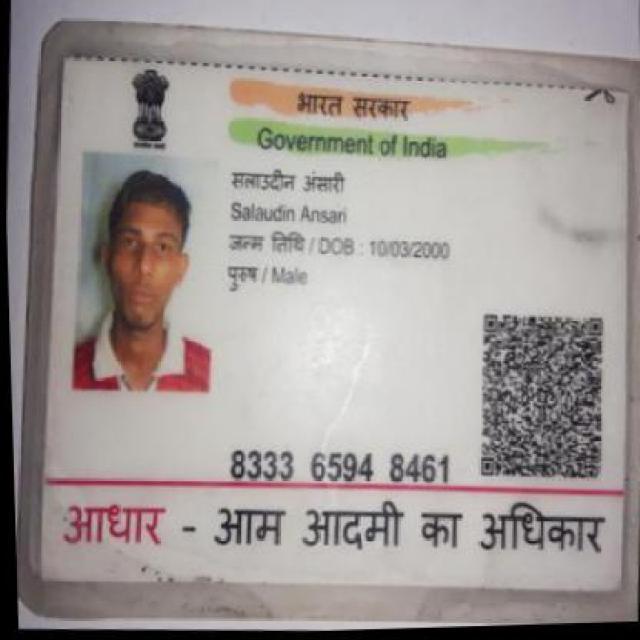 भारत सरकार
Government of India
सलाउदीन अंसारी
Salaudin Ansari
जन्म तिथि / DOB : 10/03/2000
पुरुष / Male
8333 6594 8461
आधार - आम आदमी का अधिकार